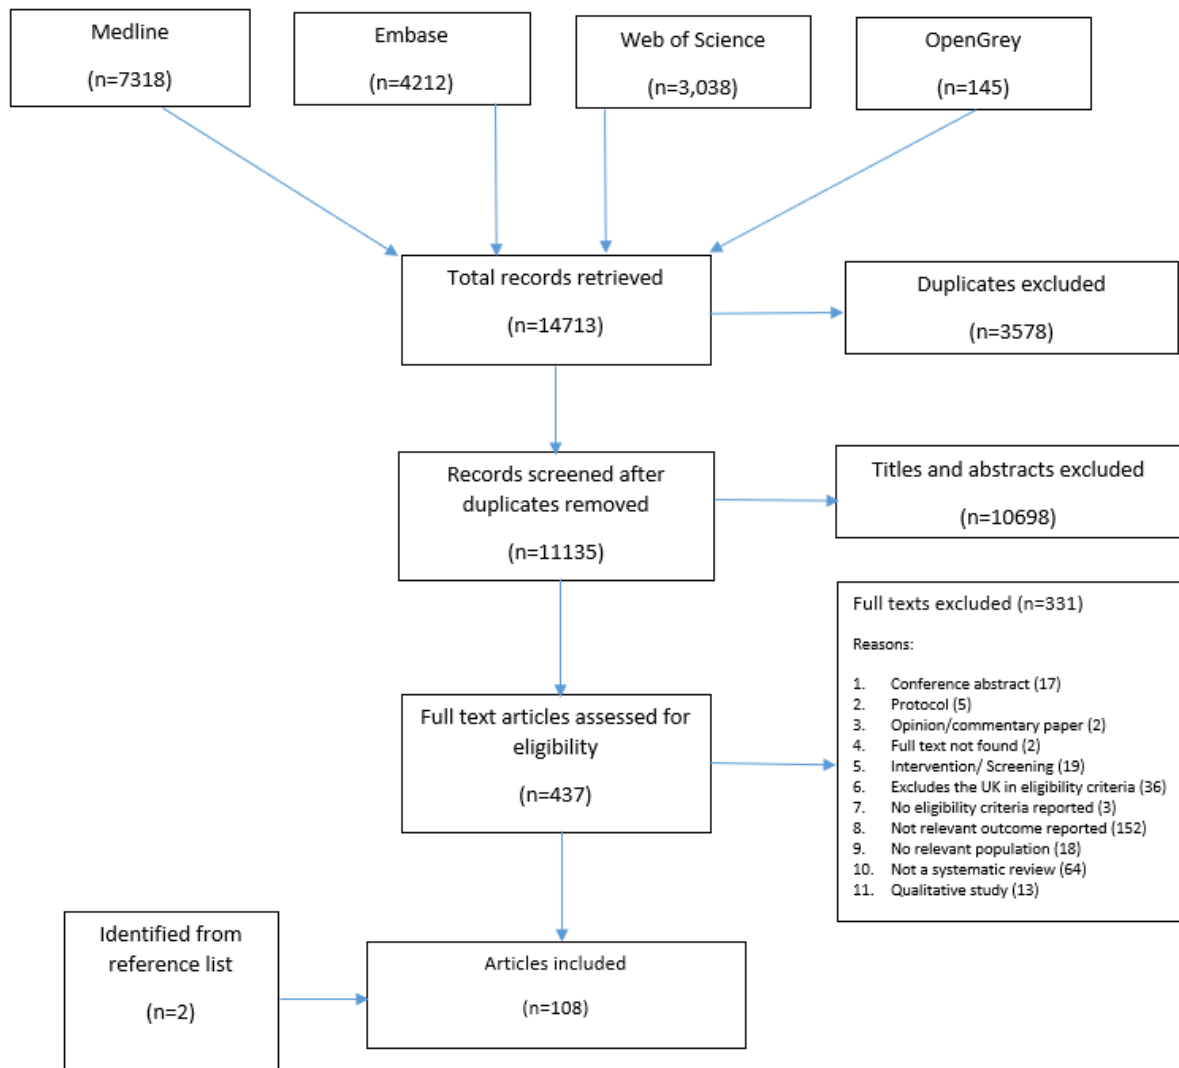 Medline
(n=7318)
Embase
(n=4212)
Web of Science
(n=3,038)
OpenGrey
(n=145)
Total records retrieved
(n=14713)
Duplicates excluded
(n=3578)
Records screened after
duplicates removed
(n=11135)
Titles and abstracts excluded
(n=10698)
Full text articles assessed for
eligibility
(n=437)
Full texts excluded (n=331)
Reasons:
1. Conference abstract (17)
2. Protocol (5)
3. Opinion/commentary paper (2)
4. Full text not found (2)
5. Intervention/ Screening (19)
6. Excludes the UK in eligibility criteria (36)
7. No eligibility criteria reported (3)
8. Not relevant outcome reported (152)
9. No relevant population (18)
10. Not a systematic review (64)
11. Qualitative study (13)
Identified from
reference list
(n=2)
Articles included
(n=108)